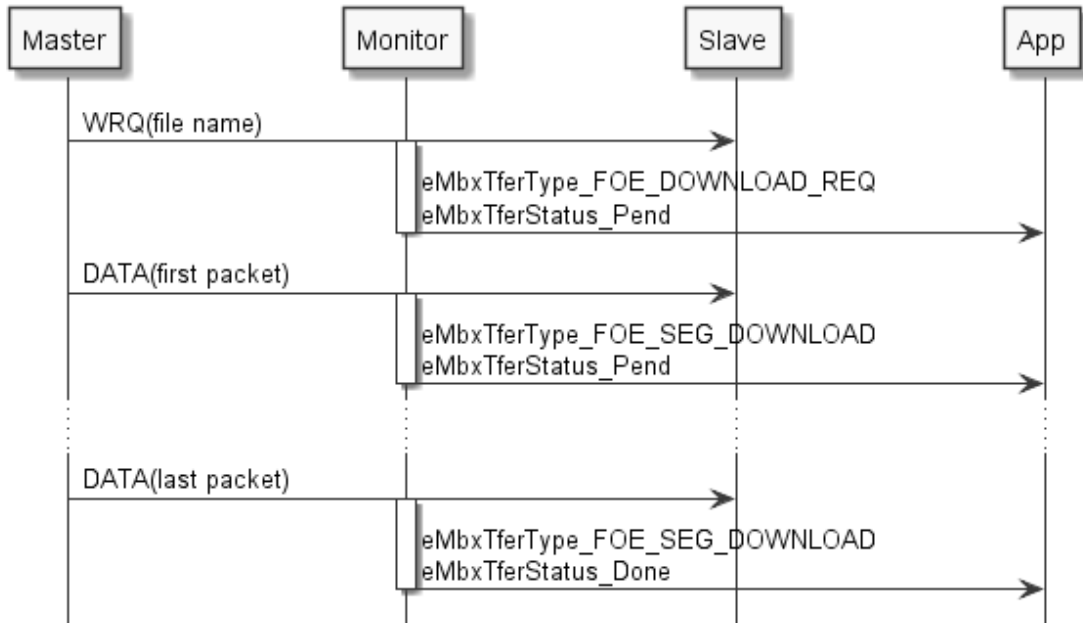 Master
Monitor
Slave
App
WRQ(file name)
eMbxTferType_FOE_DOWNLOAD_REQ
eMbxTferStatus_Pend
DATA(first packet)
eMbxTferType_FOE_SEG_DOWNLOAD
eMbxTferStatus_Pend
DATA(last packet)
eMbxTferType_FOE_SEG_DOWNLOAD
eMbxTferStatus_Done